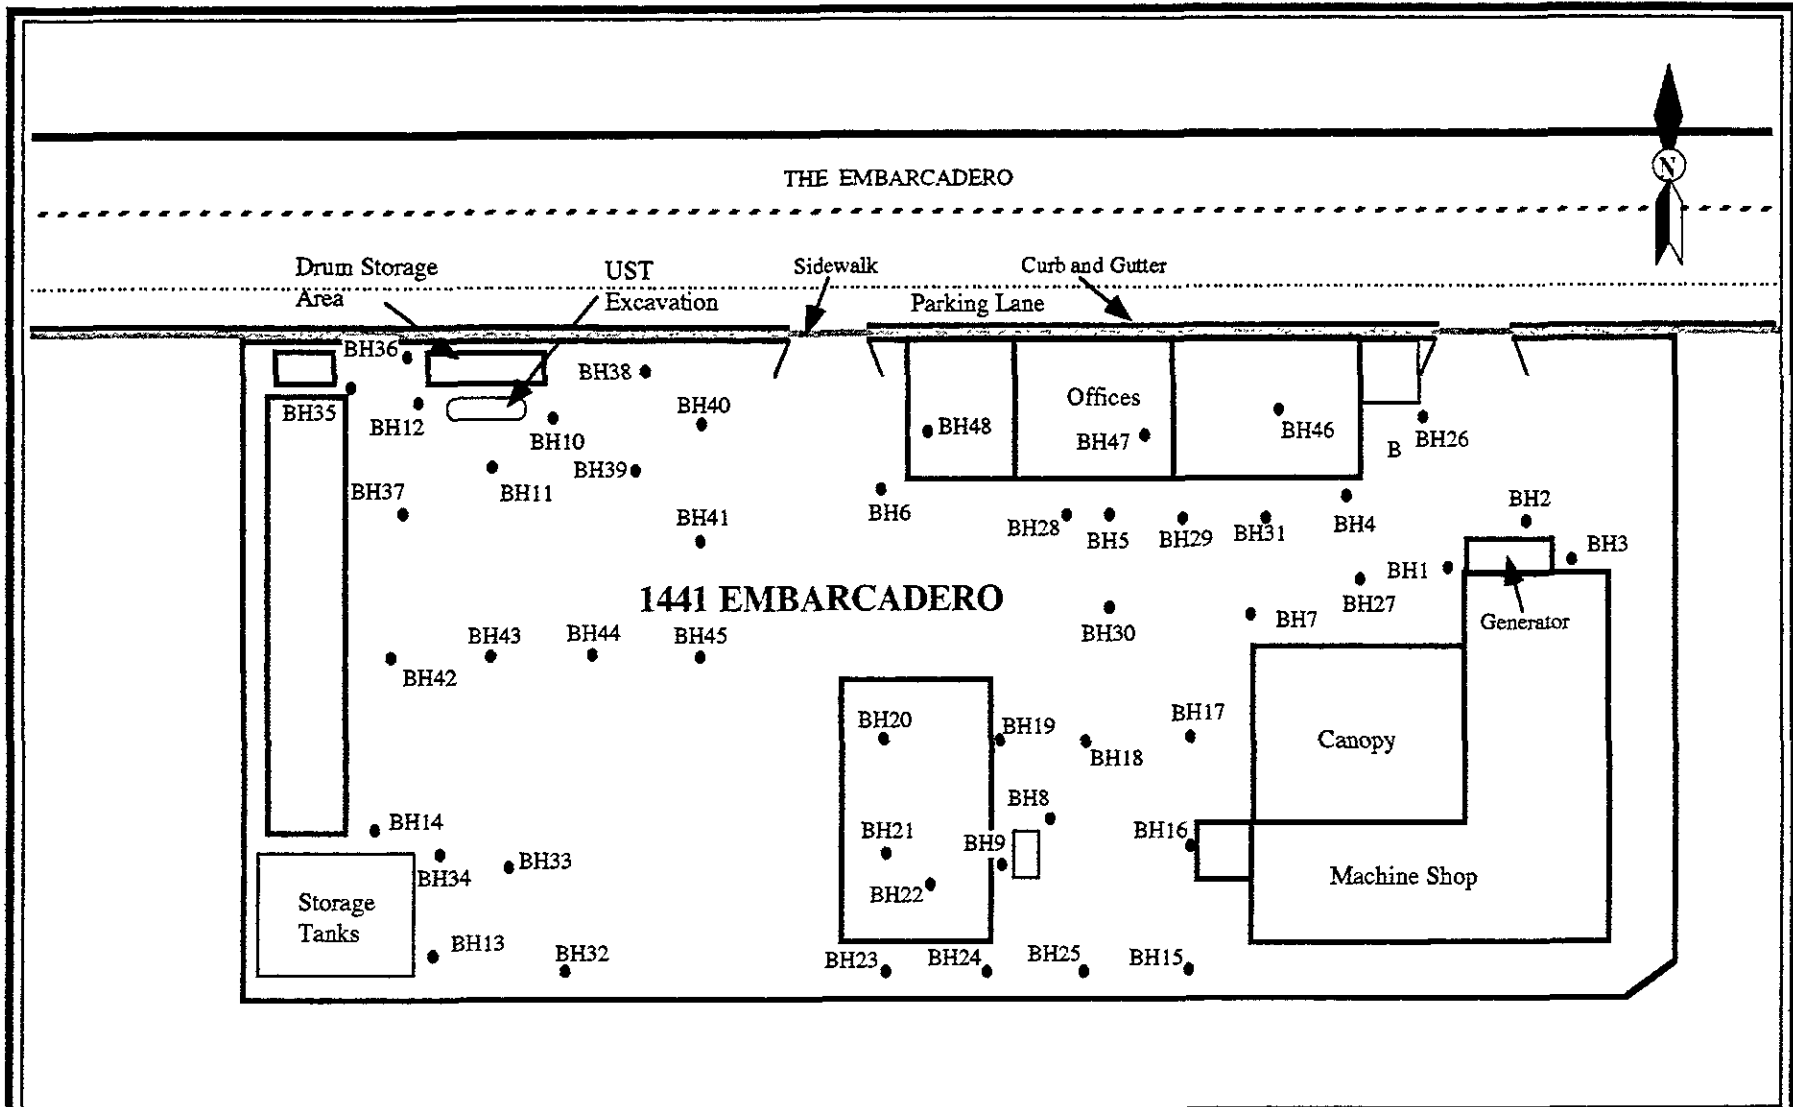 THE EMBARCADERO
N
Drum Storage
Area
UST
Excavation
Sidewalk
Curb and Gutter
Parking Lane
BH36
BH38
BH35
BH12
BH10
BH40
BH48
Offices
BH47
BH46
B
BH26
BH39
BH37
BH11
BH6
BH28
BH5
BH29
BH31
BH4
BH2
BH41
BH3
BH1
BH27
1441 EMBARCADERO
BH30
BH7
Generator
BH43
BH44
BH45
BH42
BH20
BH19
BH17
BH18
Canopy
BH8
BH14
BH21
BH9
BH16
BH33
BH34
BH22
Machine Shop
Storage
Tanks
BH13
BH32
BH23
BH24
BH25
BH15